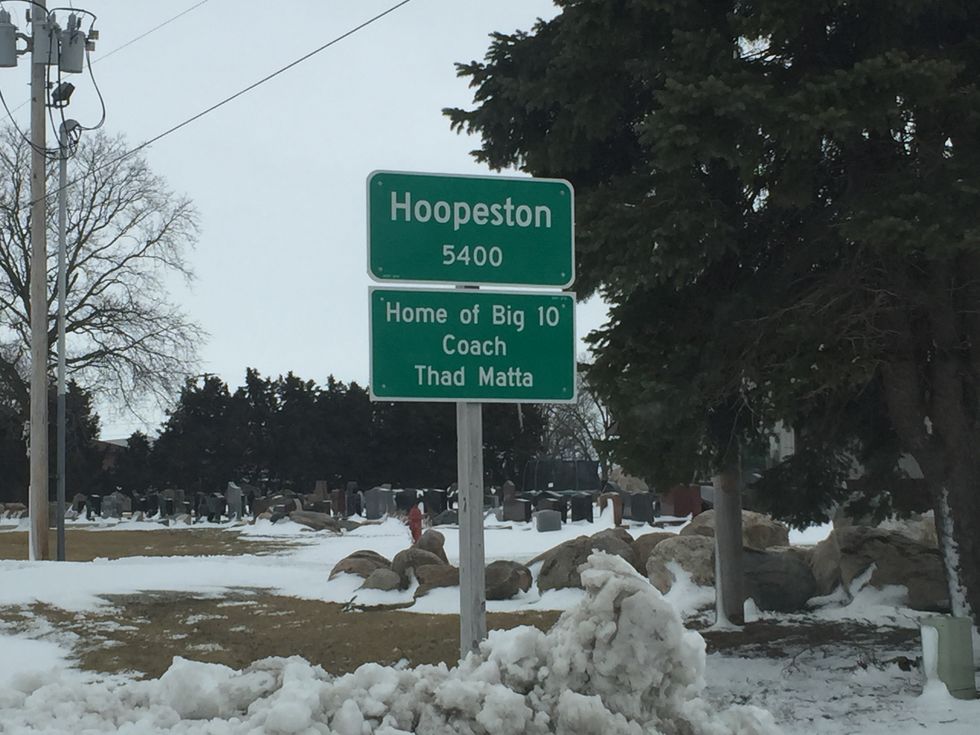 Hoopeston
5400
Home of Big 10
Coach
Thad Matta